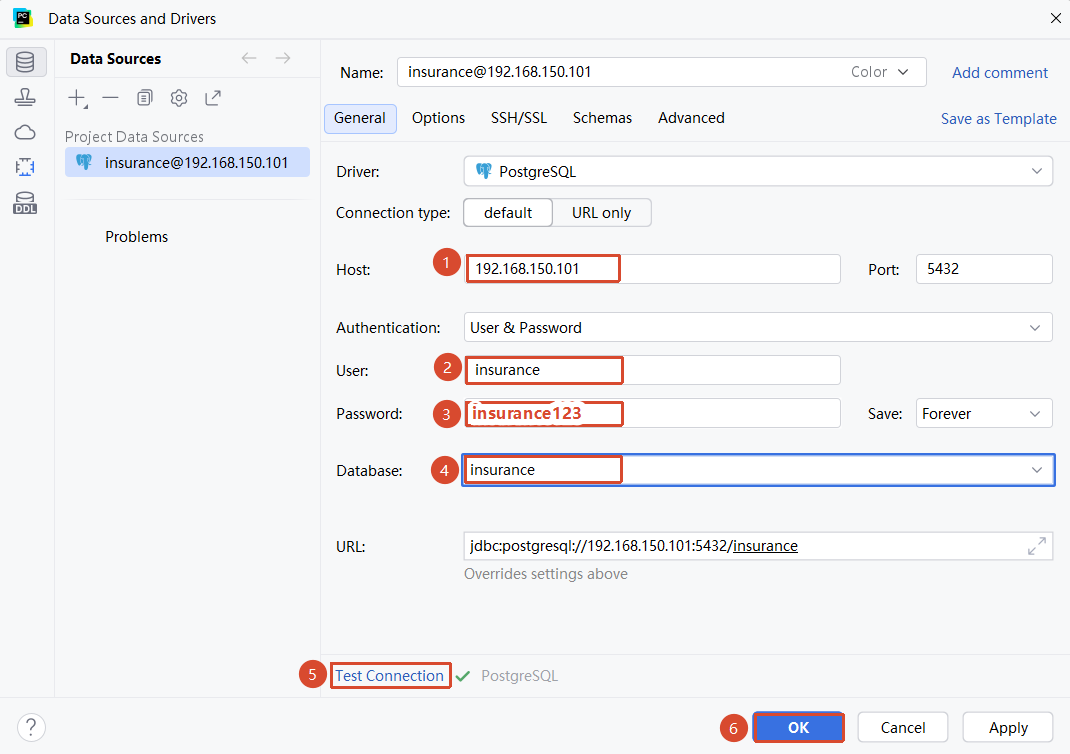 PC
Data Sources and Drivers
Data Sources
Name: insurance@192.168.150.101 Color Add comment
General Options SSH/SSL Schemas Advanced Save as Template
Project Data Sources
insurance@192.168.150.101
Problems
DDL
Driver: PostgreSQL
Connection type: default URL only
Host: 1 192.168.150.101 Port: 5432
Authentication: User & Password
User: 2 insurance
Password: 3 insurance123 Save: Forever
Database: 4 insurance
URL: jdbc:postgresql://192.168.150.101:5432/insurance
Overrides settings above
5 Test Connection PostgreSQL
? 6 OK Cancel Apply